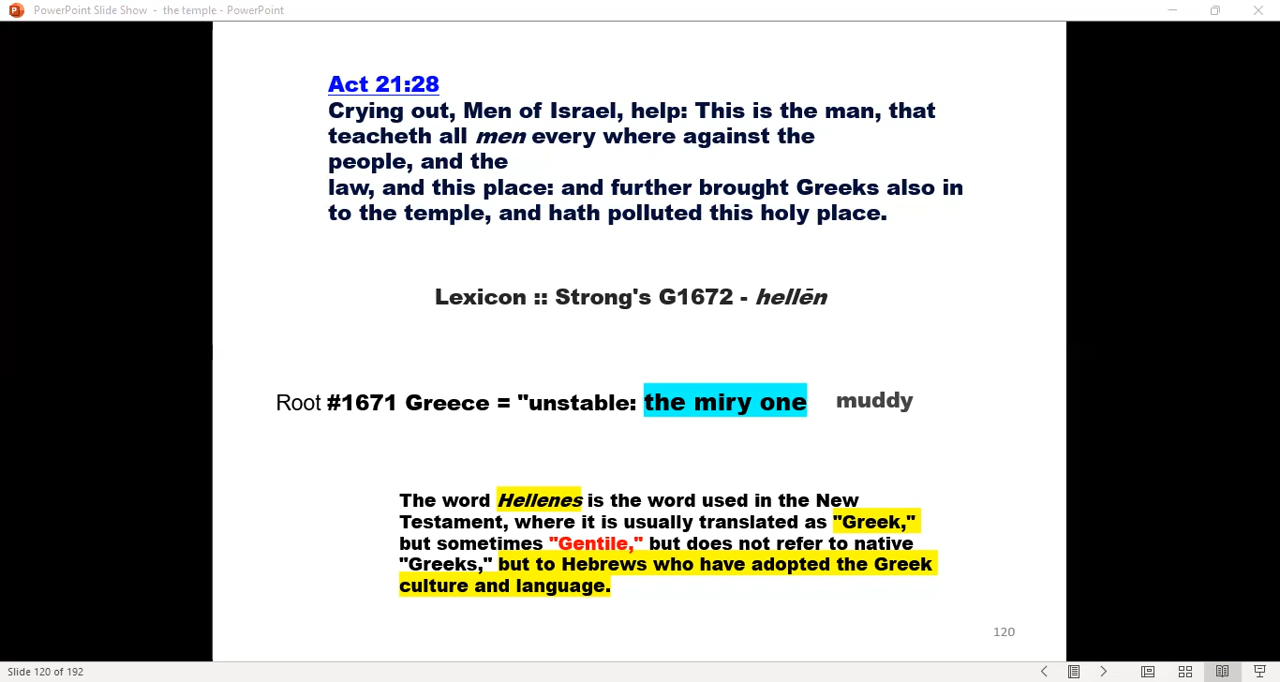 PowerPoint Slide Show - the temple - PowerPoint
Act 21:28
Crying out, Men of Israel, help: This is the man, that
teacheth all men every where against the
people, and the
law, and this place: and further brought Greeks also in
to the temple, and hath polluted this holy place.
Lexicon :: Strong's G1672 - hellēn
Root #1671 Greece = "unstable: the miry one muddy
The word Hellenes is the word used in the New
Testament, where it is usually translated as "Greek,"
but sometimes "Gentile," but does not refer to native
"Greeks," but to Hebrews who have adopted the Greek
culture and language.
120
Slide 120 of 192